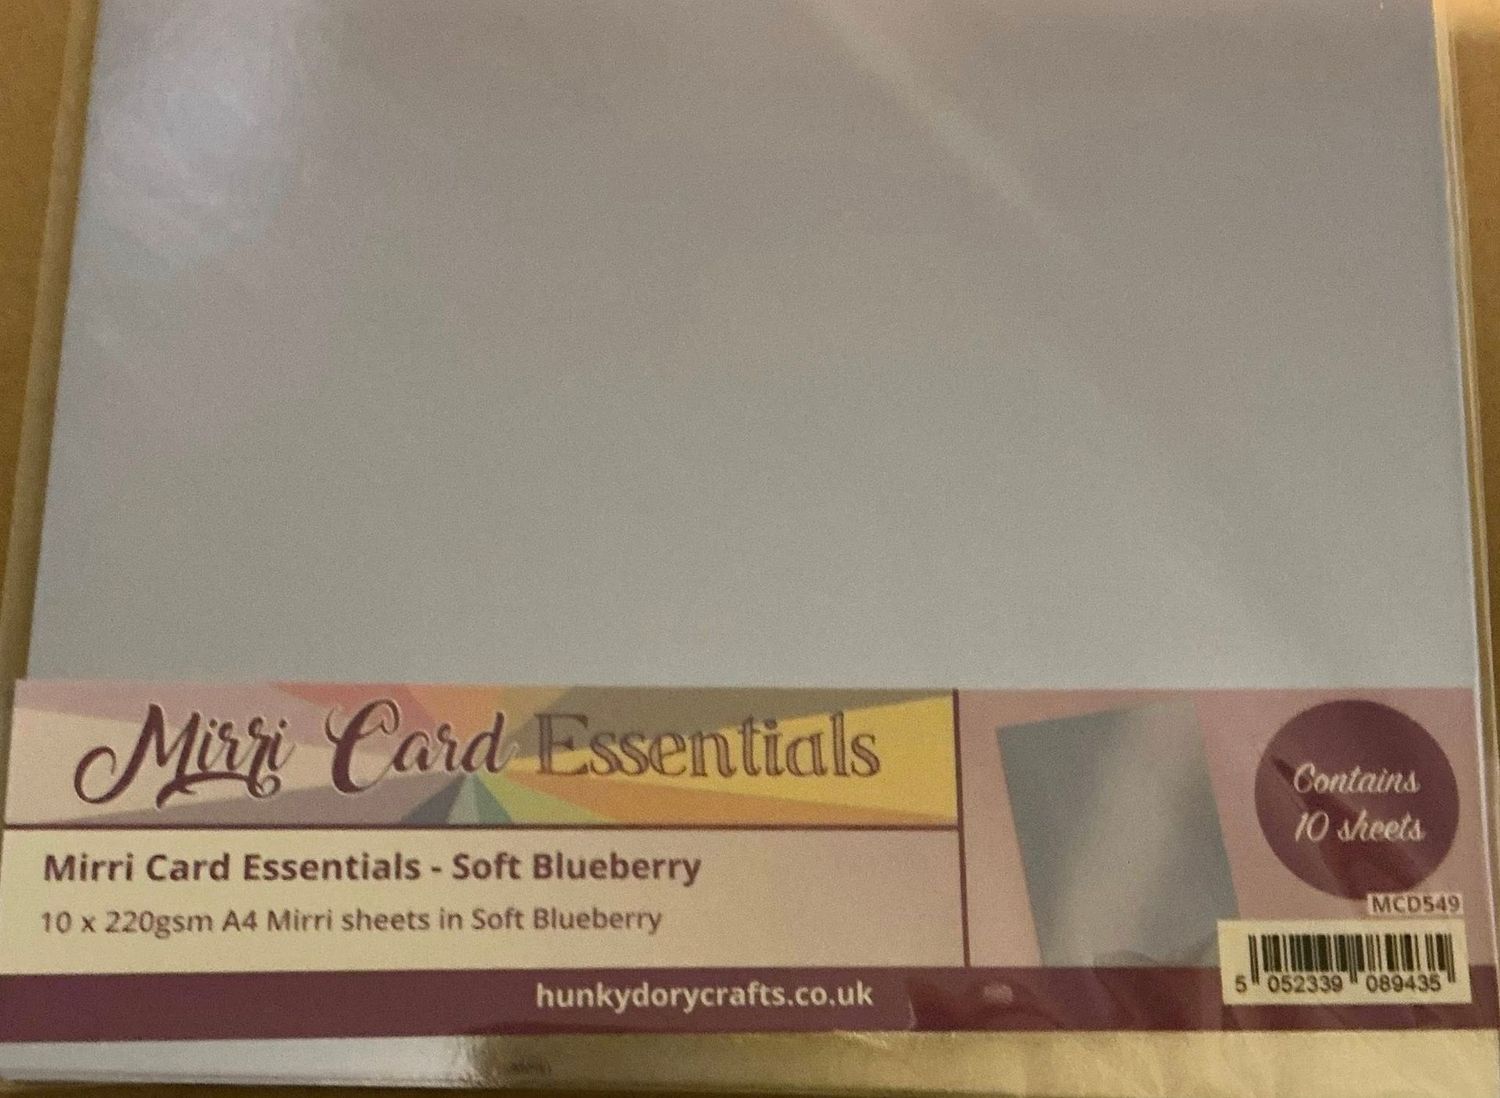 Mirri Card Essentials
Mirri Card Essentials - Soft Blueberry
10 x 220gsm A4 Mirri sheets in Soft Blueberry
Contains
10 sheets
MCD549
5 052339 089435
hunkydorycrafts.co.uk